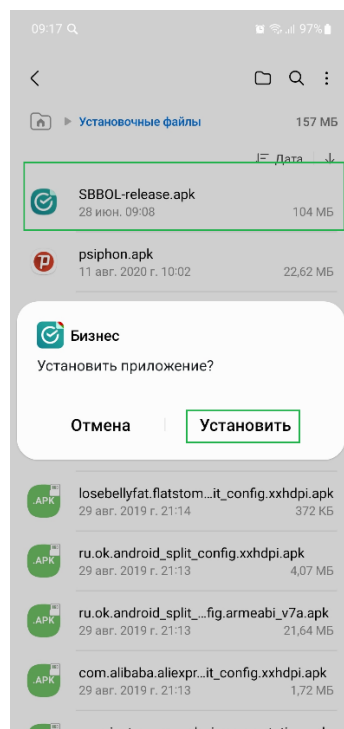 09:17
97%
Установочные файлы 157 МБ
Дата
SBBOL-release.apk
28 июн. 09:08 104 МБ
psiphon.apk
11 авг. 2020 г. 10:02 22,62 МБ
Бизнес
Установить приложение?
Отмена Установить
.APK
losebellyfat.flatstom...it_config.xxhdpi.apk
29 авг. 2019 г. 21:14 372 КБ
.APK
ru.ok.android_split_config.xxhdpi.apk
29 авг. 2019 г. 21:13 4,07 МБ
.APK
ru.ok.android_split_...fig.armeabi_v7a.apk
29 авг. 2019 г. 21:13 21,64 МБ
.APK
com.alibaba.aliexpr...it_config.xxhdpi.apk
29 авг. 2019 г. 21:13 1,72 МБ